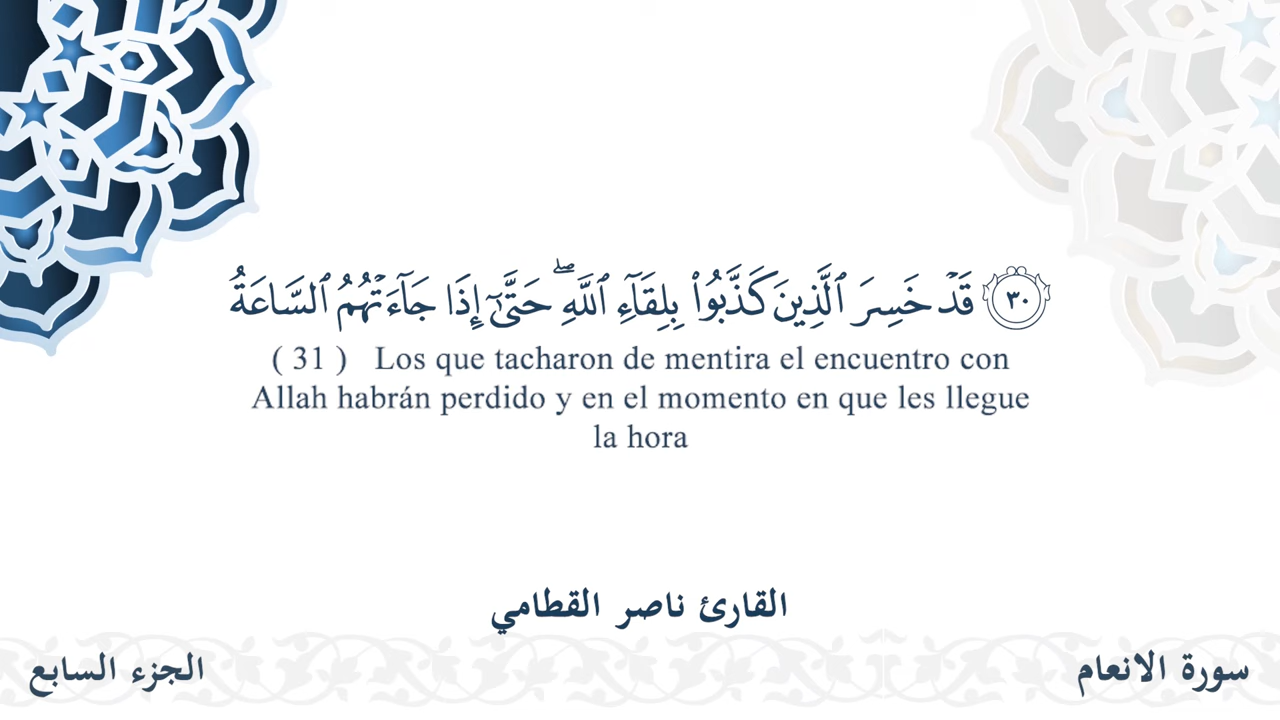 ٣٠ قَدْ خَسِرَ ٱلَّذِينَ كَذَّبُوا۟ بِلِقَآءِ ٱللَّهِ ۖ حَتَّىٰٓ إِذَا جَآءَتْهُمُ ٱلسَّاعَةُ
( 31 ) Los que tacharon de mentira el encuentro con
Allah habrán perdido y en el momento en que les llegue
la hora
القارئ ناصر القطامي
سورة الانعام
الجزء السابع